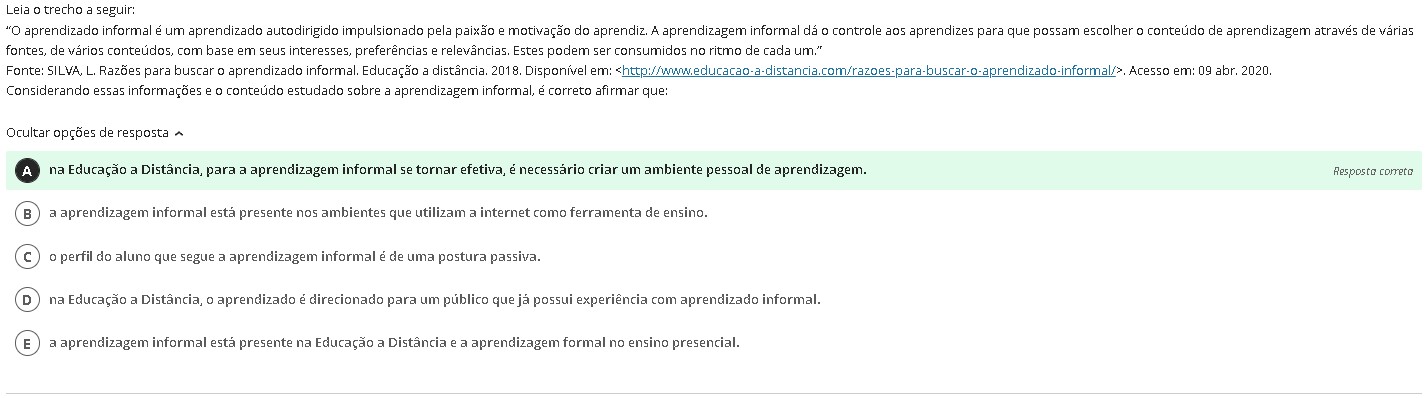 Leia o trecho a seguir:
“O aprendizado informal é um aprendizado autodirigido impulsionado pela paixão e motivação do aprendiz. A aprendizagem informal dá o controle aos aprendizes para que possam escolher o conteúdo de aprendizagem através de várias
fontes, de vários conteúdos, com base em seus interesses, preferências e relevâncias. Estes podem ser consumidos no ritmo de cada um.”
Fonte: SILVA, L. Razões para buscar o aprendizado informal. Educação a distância. 2018. Disponível em: <http://www.educacao-a-distancia.com/razoes-para-buscar-o-aprendizado-informal/>. Acesso em: 09 abr. 2020.
Considerando essas informações e o conteúdo estudado sobre a aprendizagem informal, é correto afirmar que:
Ocultar opções de resposta
A na Educação a Distância, para a aprendizagem informal se tornar efetiva, é necessário criar um ambiente pessoal de aprendizagem. Resposta correta
B a aprendizagem informal está presente nos ambientes que utilizam a internet como ferramenta de ensino.
C o perfil do aluno que segue a aprendizagem informal é de uma postura passiva.
D na Educação a Distância, o aprendizado é direcionado para um público que já possui experiência com aprendizado informal.
E a aprendizagem informal está presente na Educação a Distância e a aprendizagem formal no ensino presencial.